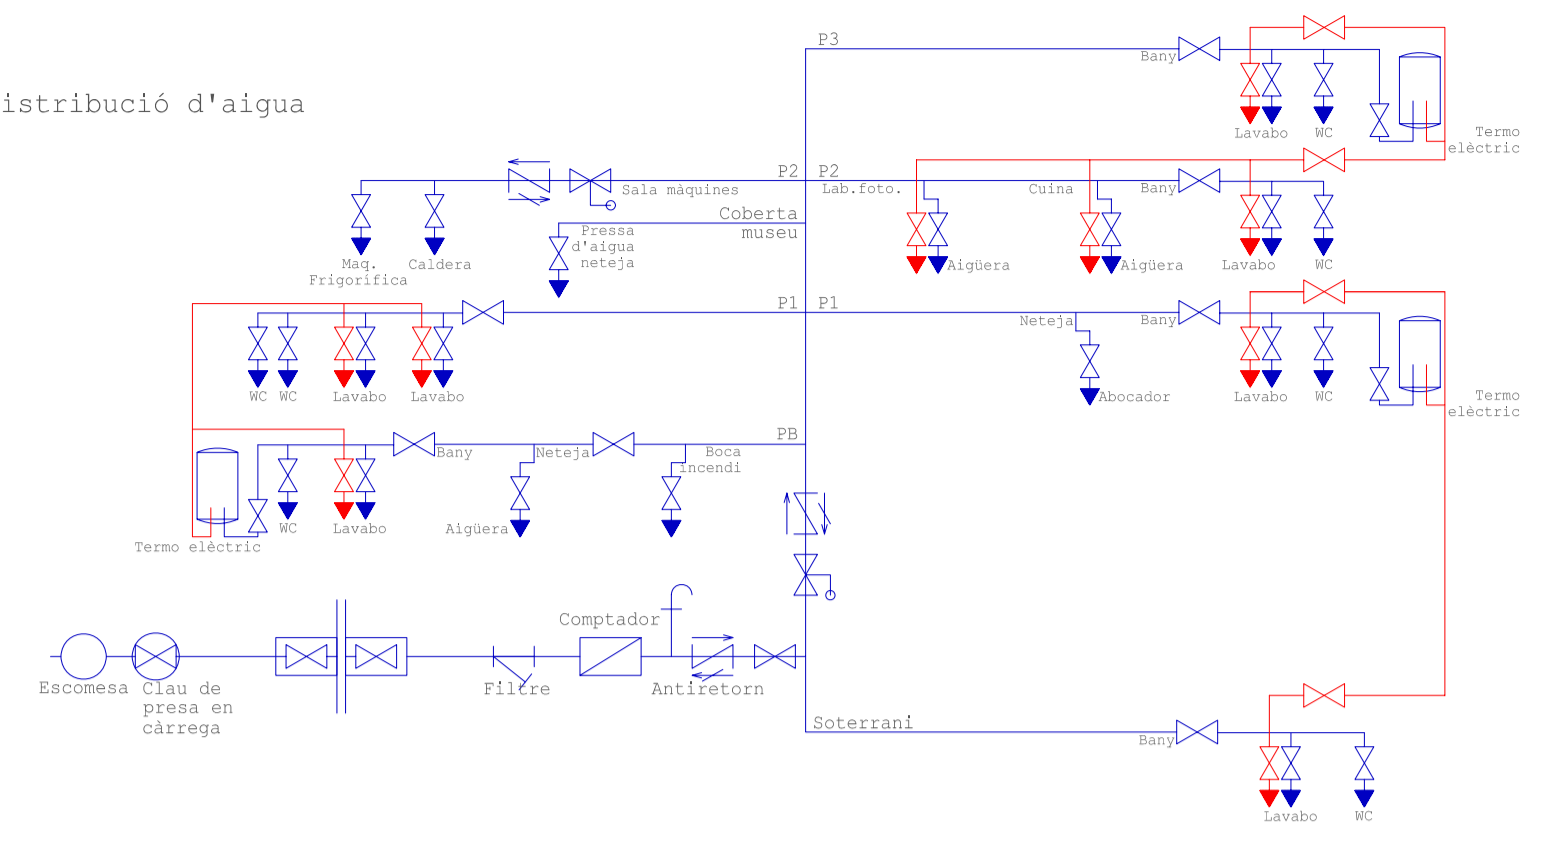 P3
Bany
istribució d'aigua
Lavabo
WC
Termo
elèctric
P2
P2
Sala màquines
Lab.foto.
Cuina
Bany
Coberta
museu
Pressa
d'aigua
neteja
Maq.
Frigorífica
Caldera
Aigüera
Aigüera
Lavabo
WC
P1
P1
Neteja
Bany
WC
WC
Lavabo
Lavabo
Abocador
Lavabo
WC
Termo
elèctric
PB
Bany
Neteja
Boca
incendi
WC
Lavabo
Aigüera
Termo elèctric
Comptador
Escomesa
Clau de
presa en
càrrega
Filtre
Antiretorn
Soterrani
Bany
Lavabo
WC